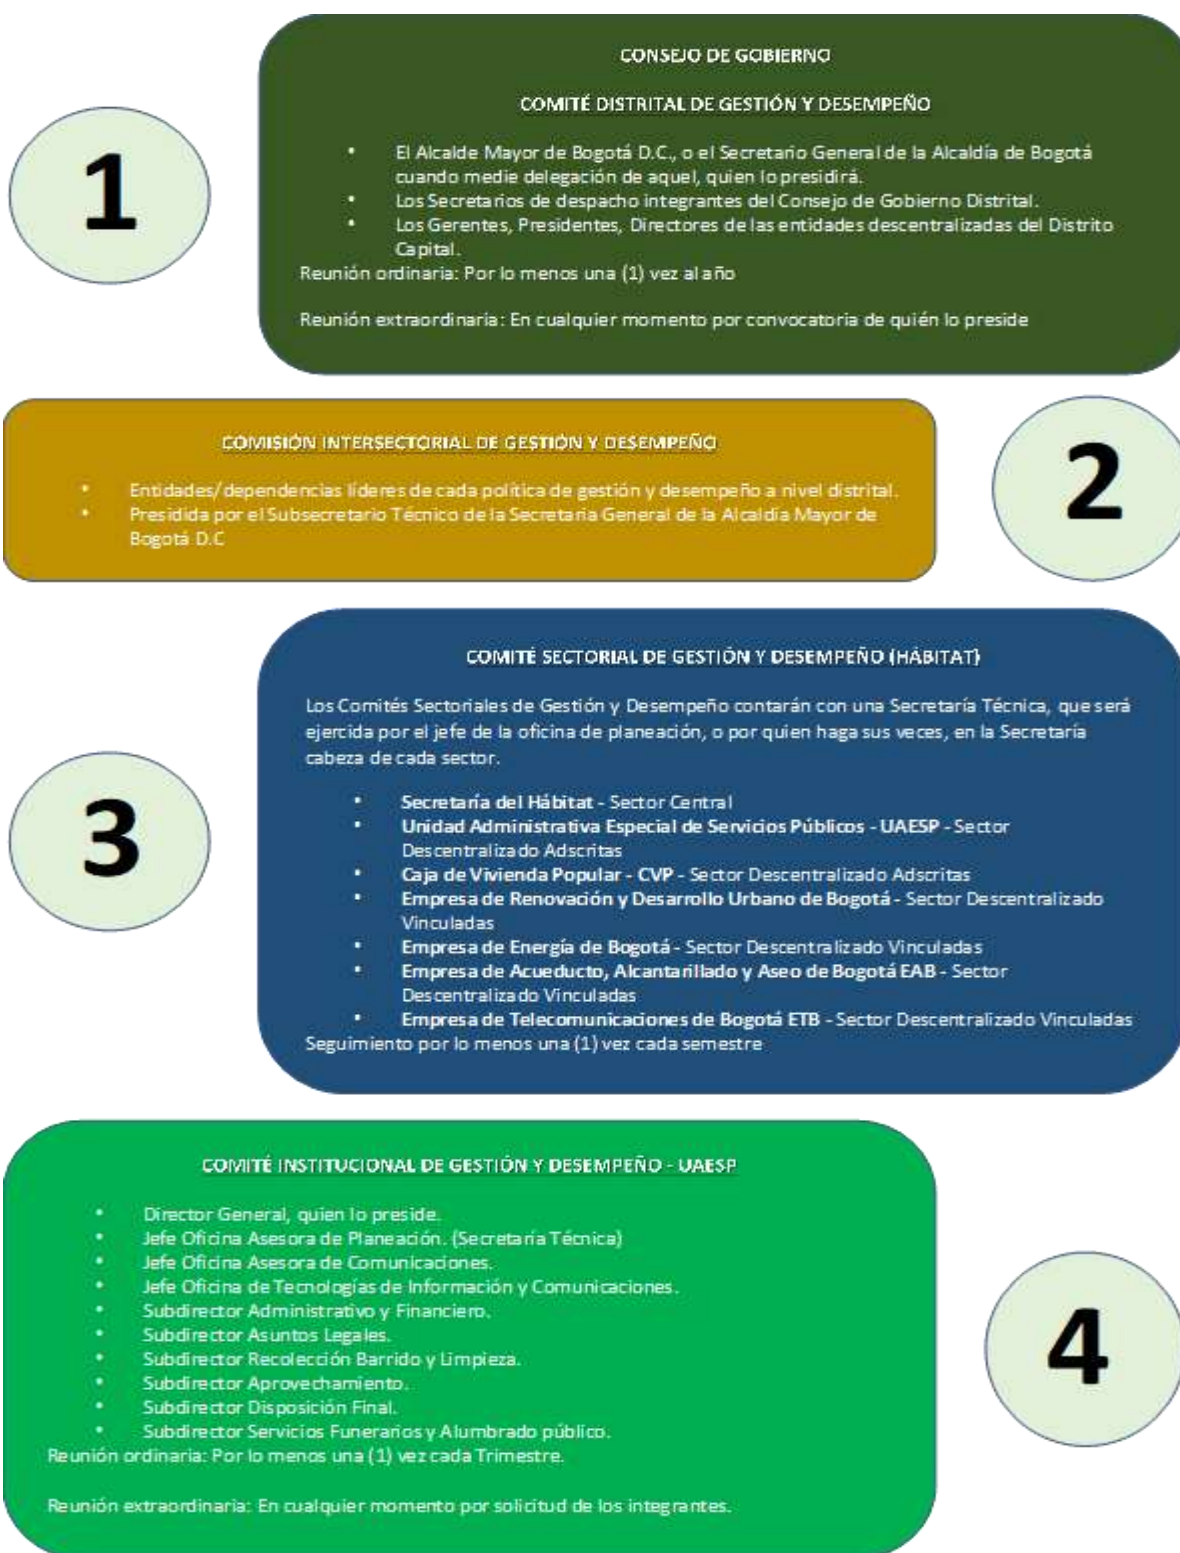 CONSEJO DE GOBIERNO
COMITÉ DISTRITAL DE GESTIÓN Y DESEMPEÑO
1
• El Alcalde Mayor de Bogotá D.C., o el Secretario General de la Alcaldía de Bogotá
cuando medie delegación de aquel, quien lo presidirá.
• Los Secretarios de despacho integrantes del Consejo de Gobierno Distrital.
• Los Gerentes, Presidentes, Directores de las entidades descentralizadas del Distrito
Capital.
Reunión ordinaria: Por lo menos una (1) vez al año
Reunión extraordinaria: En cualquier momento por convocatoria de quién lo preside
COMISIÓN INTERSECTORIAL DE GESTIÓN Y DESEMPEÑO
• Entidades/dependencias líderes de cada política de gestión y desempeño a nivel distrital.
• Presidida por el Subsecretario Técnico de la Secretaria General de la Alcaldía Mayor de
Bogotá D.C
2
COMITÉ SECTORIAL DE GESTIÓN Y DESEMPEÑO (HÁBITAT)
Los Comités Sectoriales de Gestión y Desempeño contarán con una Secretaría Técnica, que será
ejercida por el jefe de la oficina de planeación, o por quien haga sus veces, en la Secretaría
cabeza de cada sector.
3
• Secretaría del Hábitat - Sector Central
• Unidad Administrativa Especial de Servicios Públicos - UAESP - Sector
Descentralizado Adscritas
• Caja de Vivienda Popular - CVP - Sector Descentralizado Adscritas
• Empresa de Renovación y Desarrollo Urbano de Bogotá - Sector Descentralizado
Vinculadas
• Empresa de Energía de Bogotá - Sector Descentralizado Vinculadas
• Empresa de Acueducto, Alcantarillado y Aseo de Bogotá EAB - Sector
Descentralizado Vinculadas
• Empresa de Telecomunicaciones de Bogotá ETB - Sector Descentralizado Vinculadas
Seguimiento por lo menos una (1) vez cada semestre
COMITÉ INSTITUCIONAL DE GESTIÓN Y DESEMPEÑO - UAESP
• Director General, quien lo preside.
• Jefe Oficina Asesora de Planeación. (Secretaría Técnica)
• Jefe Oficina Asesora de Comunicaciones.
• Jefe Oficina de Tecnologías de Información y Comunicaciones.
• Subdirector Administrativo y Financiero.
• Subdirector Asuntos Legales.
• Subdirector Recolección Barrido y Limpieza.
• Subdirector Aprovechamiento.
• Subdirector Disposición Final.
• Subdirector Servicios Funerarios y Alumbrado público.
Reunión ordinaria: Por lo menos una (1) vez cada Trimestre.
Reunión extraordinaria: En cualquier momento por solicitud de los integrantes.
4